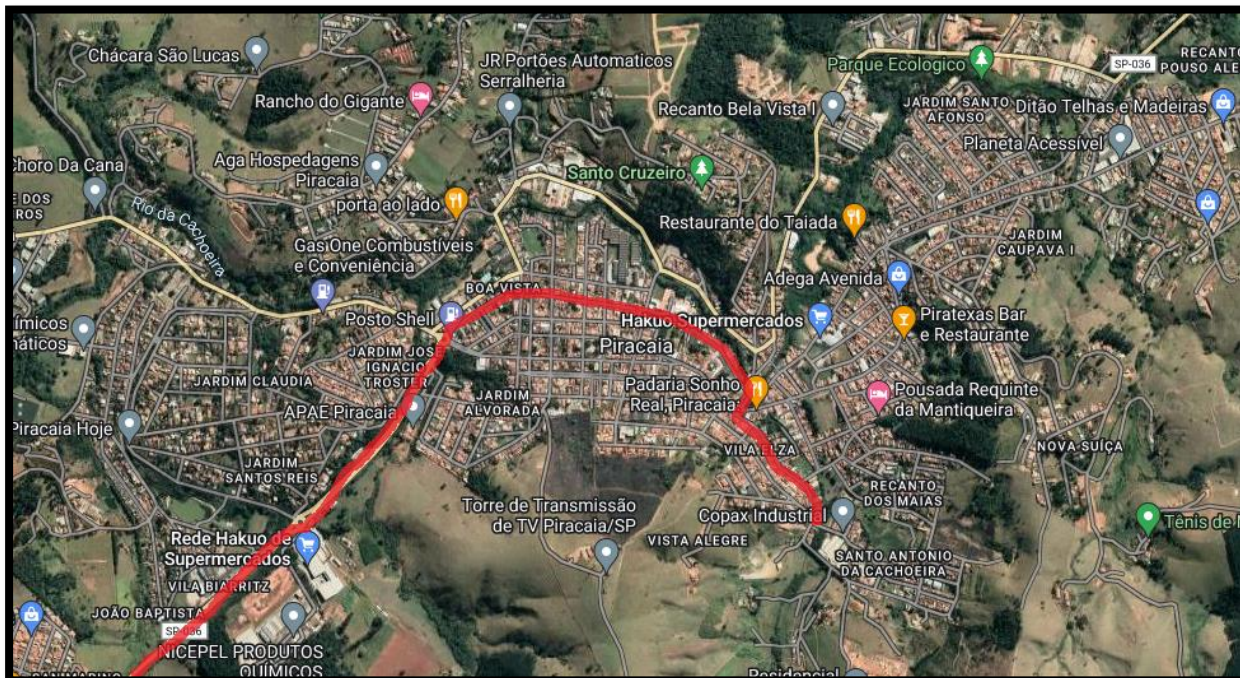 Chácara São Lucas
JR Portões Automaticos
Serralheria
Parque Ecologico
SP-036
RECANTO
Rancho do Gigante
Recanto Bela Vista I
JARDIM SANTO
AFONSO
Ditão Telhas e Madeiras
Planeta Acessível
Choro Da Cana
Aga Hospedagens
Piracaia
Santo Cruzeiro
porta ao lado
Restaurante do Taiada
Rio da Cachoeira
JARDIM
CAUPAVA I
Gas One Combustíveis
e Conveniência
Adega Avenida
BOA VISTA
Posto Shell
Hakuo Supermercados
Piratexas Bar
e Restaurante
Piracaia
JARDIM JOSÉ
IGNACIO
TROSTER
JARDIM CLAUDIA
Padaria Sonho
Real, Piracaia
Pousada Requinte
da Mantiqueira
APAE Piracaia
JARDIM
ALVORADA
Piracaia Hoje
VILA ELZA
NOVA SUÍÇA
JARDIM
SANTOS REIS
RECANTO
DOS MAIAS
Torre de Transmissão
de TV Piracaia/SP
Copax Industrial
Tênis de
VISTA ALEGRE
Rede Hakuo de
Supermercados
SANTO ANTONIO
DA CACHOEIRA
VILA BIARRITZ
JOÃO BAPTISTA
SP-036
NICEPEL PRODUTOS
QUÍMICOS
Residencial